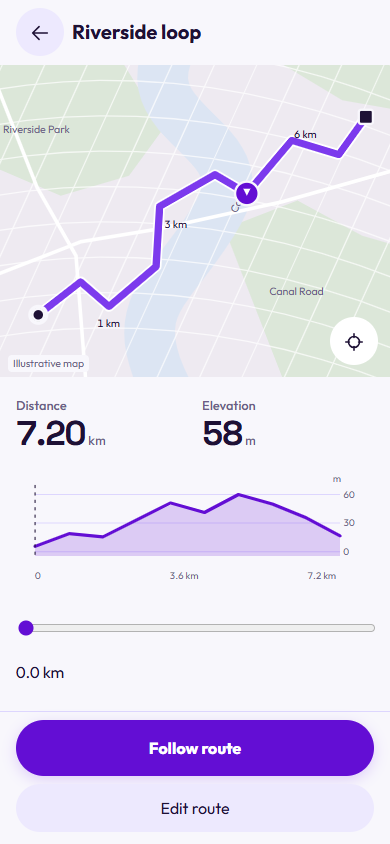 Riverside loop
Riverside Park
6 km
3 km
Canal Road
1 km
Illustrative map
Distance
Elevation
7.20 km
58 m
m
60
30
0
0
3.6 km
7.2 km
0.0 km
Follow route
Edit route